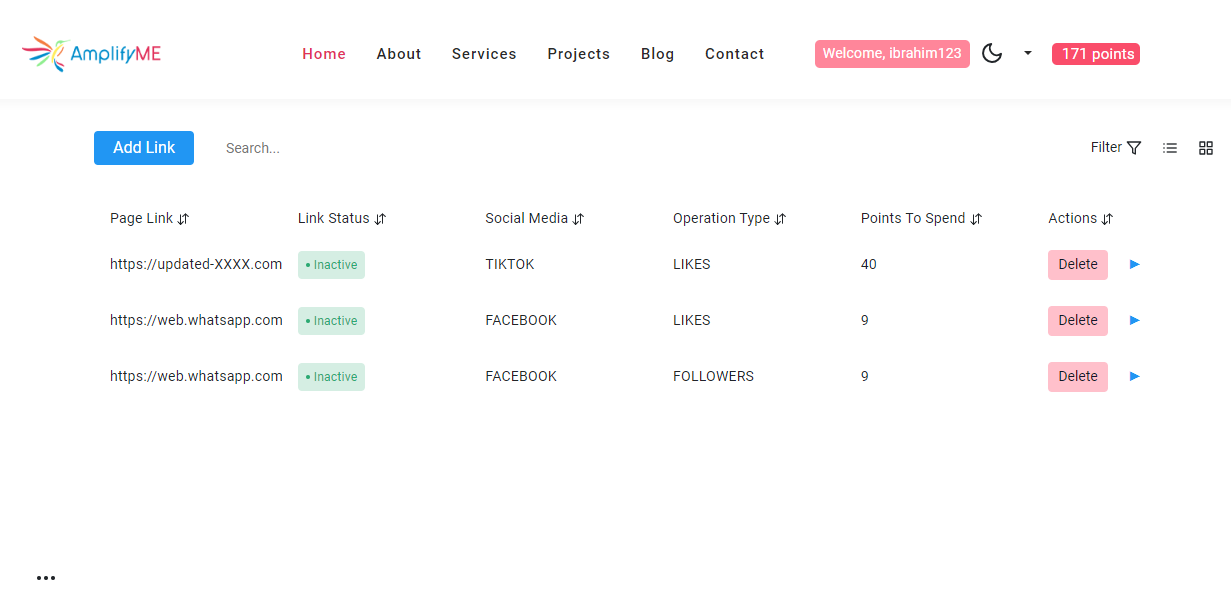 AmplifyME Home About Services Projects Blog Contact Welcome, ibrahim123 171 points
Add Link Search... Filter
Page Link Link Status Social Media Operation Type Points To Spend Actions
https://updated-XXXX.com • Inactive TIKTOK LIKES 40 Delete
https://web.whatsapp.com • Inactive FACEBOOK LIKES 9 Delete
https://web.whatsapp.com • Inactive FACEBOOK FOLLOWERS 9 Delete